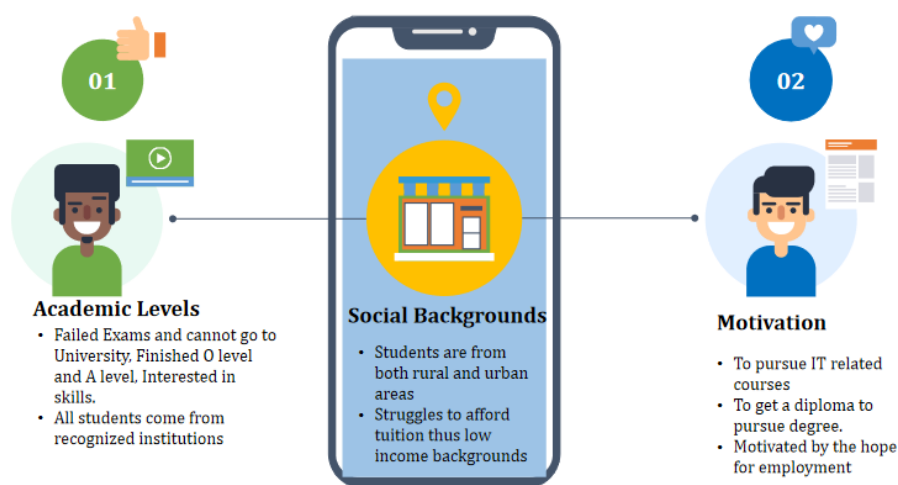 01
Academic Levels
• Failed Exams and cannot go to
University, Finished O level
and A level, Interested in
skills.
• All students come from
recognized institutions
Social Backgrounds
• Students are from
both rural and urban
areas
• Struggles to afford
tuition thus low
income backgrounds
02
Motivation
• To pursue IT related
courses
• To get a diploma to
pursue degree.
• Motivated by the hope
for employment